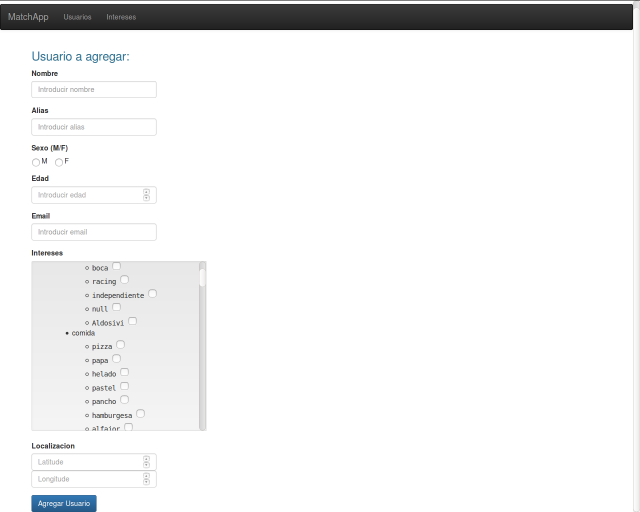 MatchApp Usuarios Intereses
Usuario a agregar:
Nombre
Introducir nombre
Alias
Introducir alias
Sexo (M/F)
M F
Edad
Introducir edad
Email
Introducir email
Intereses
boca
racing
independiente
null
Aldosivi
comida
pizza
papa
helado
pastel
pancho
hamburgesa
alfajor
Localizacion
Latitude
Longitude
Agregar Usuario